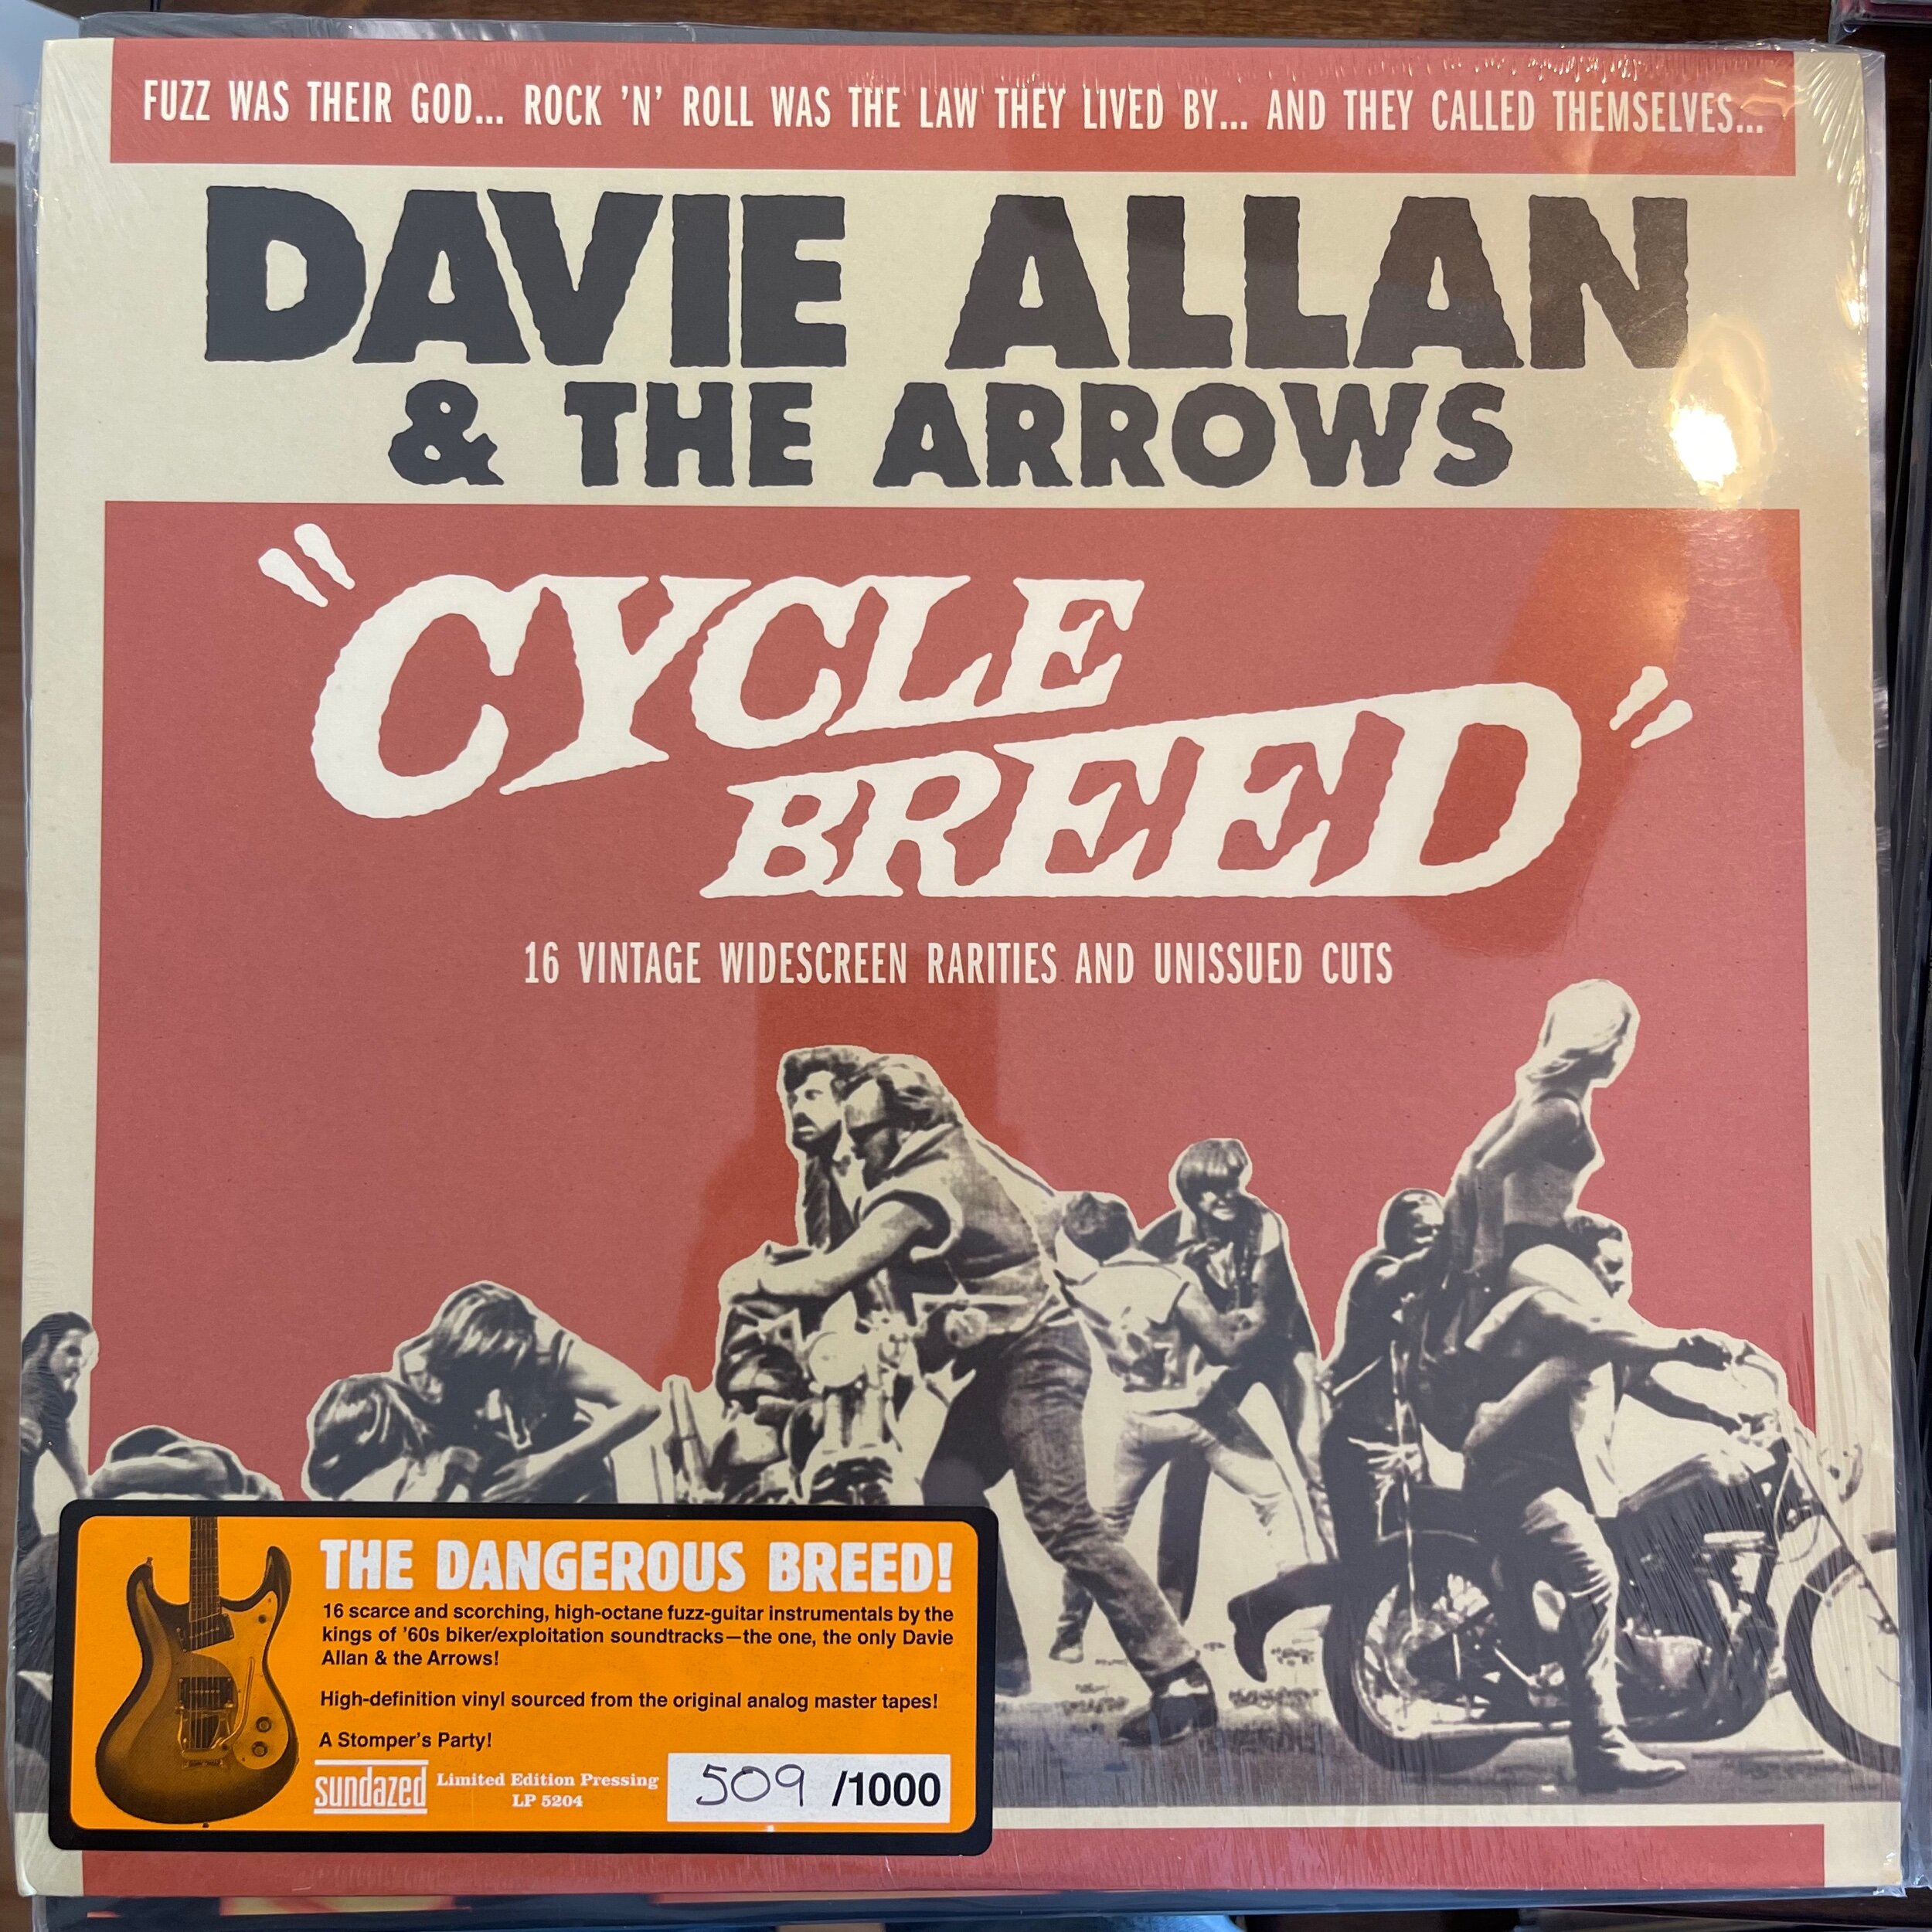 FUZZ WAS THEIR GOD... ROCK 'N' ROLL WAS THE LAW THEY LIVED BY... AND THEY CALLED THEMSELVES...
DAVIE ALLAN
& THE ARROWS
"CYCLE
BREED"
16 VINTAGE WIDESCREEN RARITIES AND UNISSUED CUTS
THE DANGEROUS BREED!
16 scarce and scorching, high-octane fuzz-guitar instrumentals by the
kings of '60s biker/exploitation soundtracks—the one, the only Davie
Allan & the Arrows!
High-definition vinyl sourced from the original analog master tapes!
A Stomper's Party!
sundazed
Limited Edition Pressing
LP 5204
509 /1000